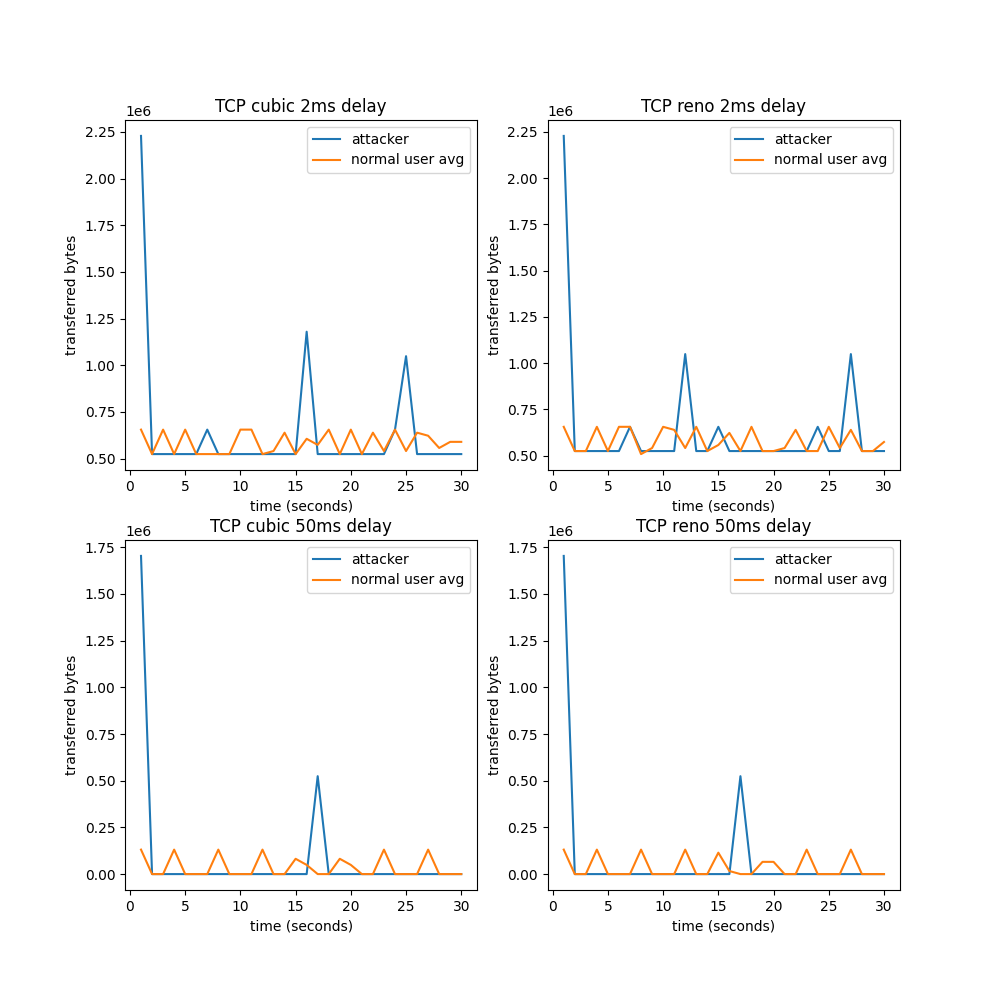 TCP cubic 2ms delay
1e6
attacker
normal user avg
2.25
2.00
1.75
1.50
1.25
1.00
0.75
0.50
transferred bytes
0 5 10 15 20 25 30
time (seconds)
TCP reno 2ms delay
1e6
attacker
normal user avg
2.25
2.00
1.75
1.50
1.25
1.00
0.75
0.50
transferred bytes
0 5 10 15 20 25 30
time (seconds)
TCP cubic 50ms delay
1e6
attacker
normal user avg
1.75
1.50
1.25
1.00
0.75
0.50
0.25
0.00
transferred bytes
0 5 10 15 20 25 30
time (seconds)
TCP reno 50ms delay
1e6
attacker
normal user avg
1.75
1.50
1.25
1.00
0.75
0.50
0.25
0.00
transferred bytes
0 5 10 15 20 25 30
time (seconds)